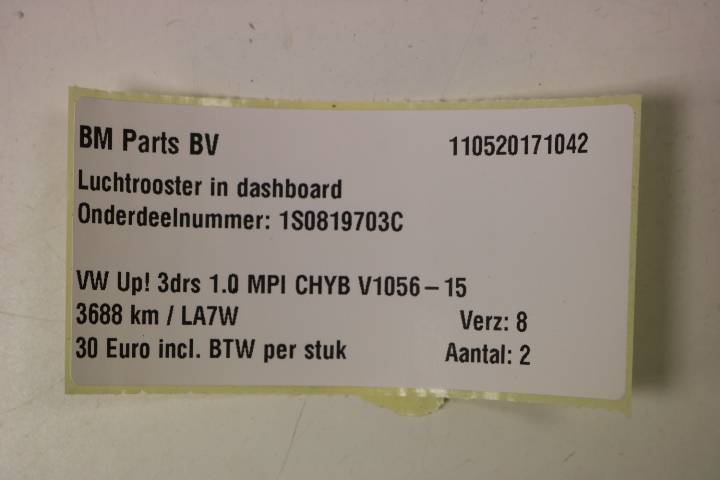 BM Parts BV 110520171042
Luchtrooster in dashboard
Onderdeelnummer: 1S0819703C
VW Up! 3drs 1.0 MPI CHYB V1056-15
3688 km / LA7W Verz: 8
30 Euro incl. BTW per stuk Aantal: 2